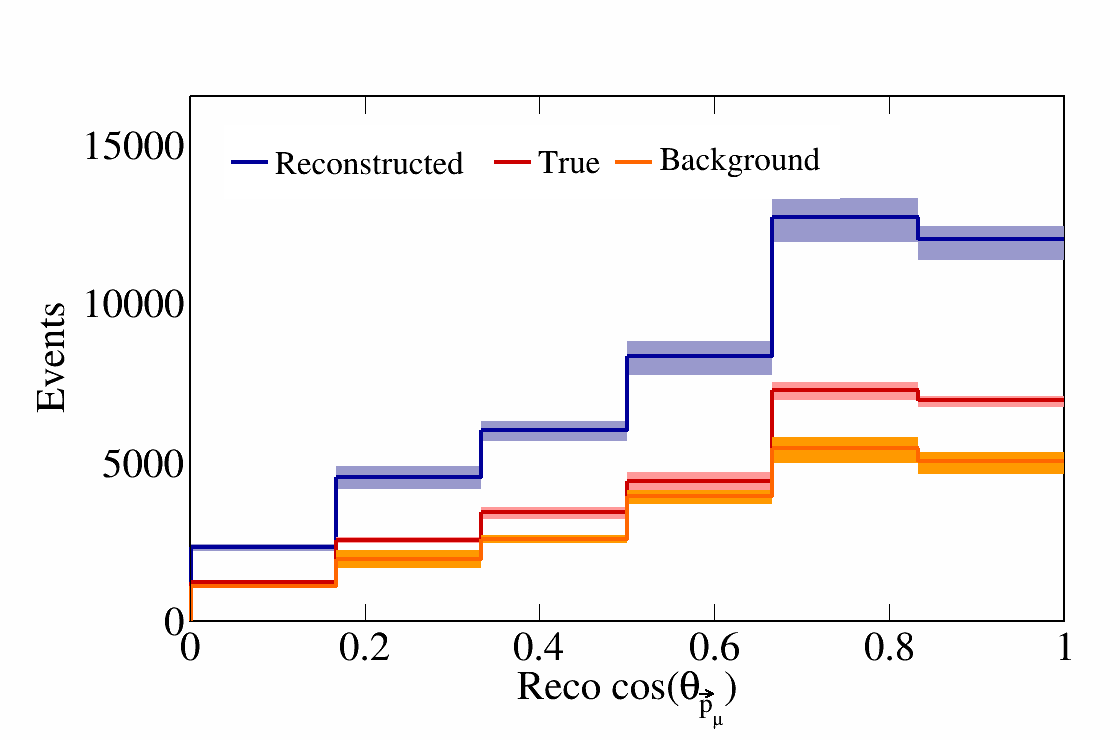 15000
10000
5000
0
Events
Reconstructed True Background
0 0.2 0.4 0.6 0.8 1
Reco cos(θp⃗μ)